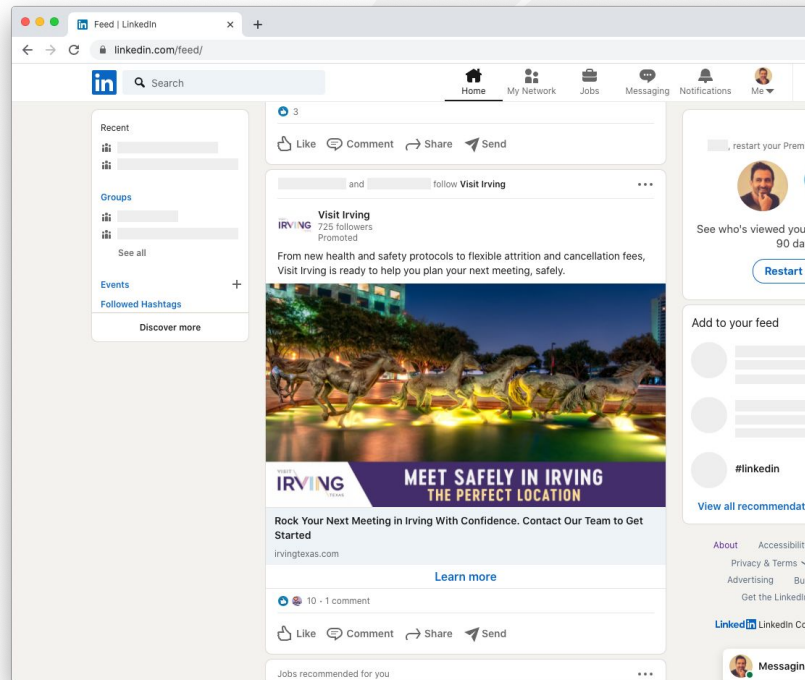 Feed | LinkedIn
linkedin.com/feed/
in
Search
Home
My Network
Jobs
Messaging
Notifications
Me
Recent
Groups
See all
Events
Followed Hashtags
Discover more
3
Like Comment Share Send
and follow Visit Irving
VISIT
IRVING
Visit Irving
725 followers
Promoted
From new health and safety protocols to flexible attrition and cancellation fees,
Visit Irving is ready to help you plan your next meeting, safely.
VISIT
IRVING
TEXAS
MEET SAFELY IN IRVING
THE PERFECT LOCATION
Rock Your Next Meeting in Irving With Confidence. Contact Our Team to Get
Started
irvingtexas.com
Learn more
10 · 1 comment
Like Comment Share Send
Jobs recommended for you
, restart your Prem
See who's viewed you
90 da
Restart
Add to your feed
#linkedin
View all recommendat
About Accessibilit
Privacy & Terms
Advertising Bu
Get the LinkedI
Linkedin LinkedIn Co
Messagin